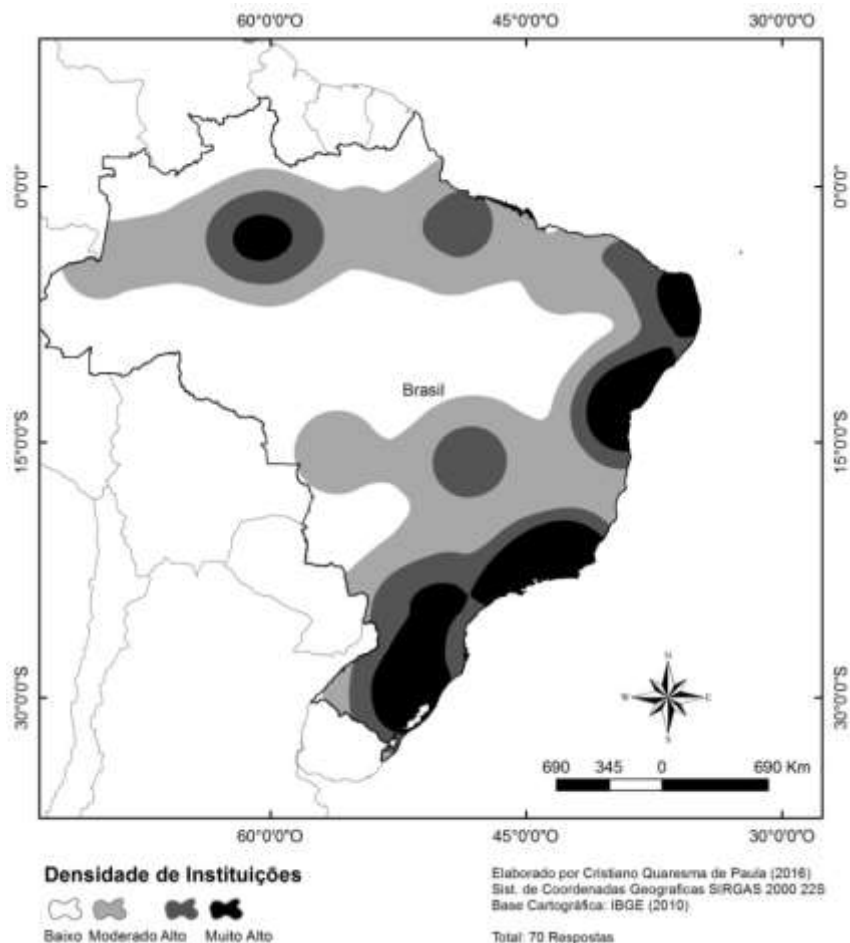 60°0'0"O 45°0'0"O 30°0'0"O
0°0'0"
0°0'0"
Brasil
15°0'0"S
15°0'0"S
30°0'0"S
30°0'0"S
N
W E
S
690 345 0 690 Km
60°0'0"O 45°0'0"O 30°0'0"O
Densidade de Instituições
Baixo Moderado Alto Muito Alto
Elaborado por Cristiano Quaresma de Paula (2016)
Sist. de Coordenadas Geograficas SIRGAS 2000 22S
Base Cartográfica: IBGE (2010)
Total: 70 Respostas